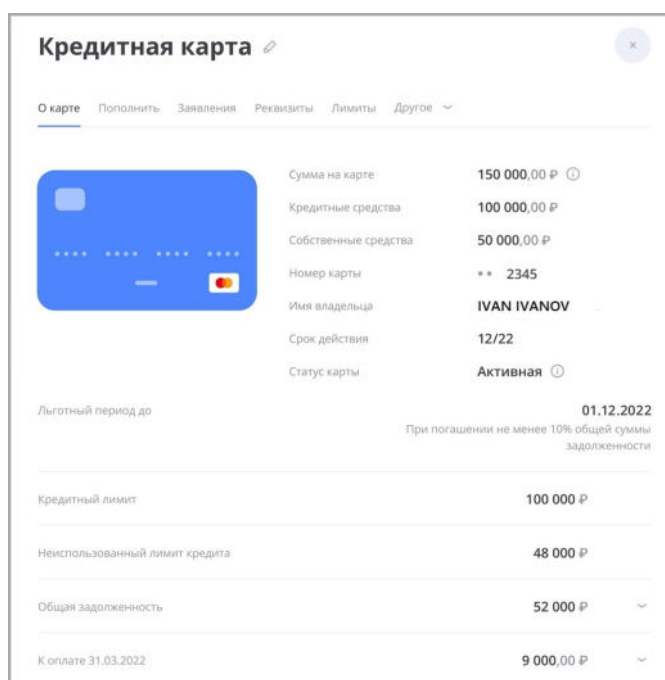 Кредитная карта
×
О карте Пополнить Заявления Реквизиты Лимиты Другое
Сумма на карте 150 000,00 ₽
Кредитные средства 100 000,00 ₽
Собственные средства 50 000,00 ₽
Номер карты •• 2345
Имя владельца IVAN IVANOV
Срок действия 12/22
Статус карты Активная
Льготный период до 01.12.2022
При погашении не менее 10% общей суммы
задолженности
Кредитный лимит 100 000 ₽
Неиспользованный лимит кредита 48 000 ₽
Общая задолженность 52 000 ₽
К оплате 31.03.2022 9 000,00 ₽